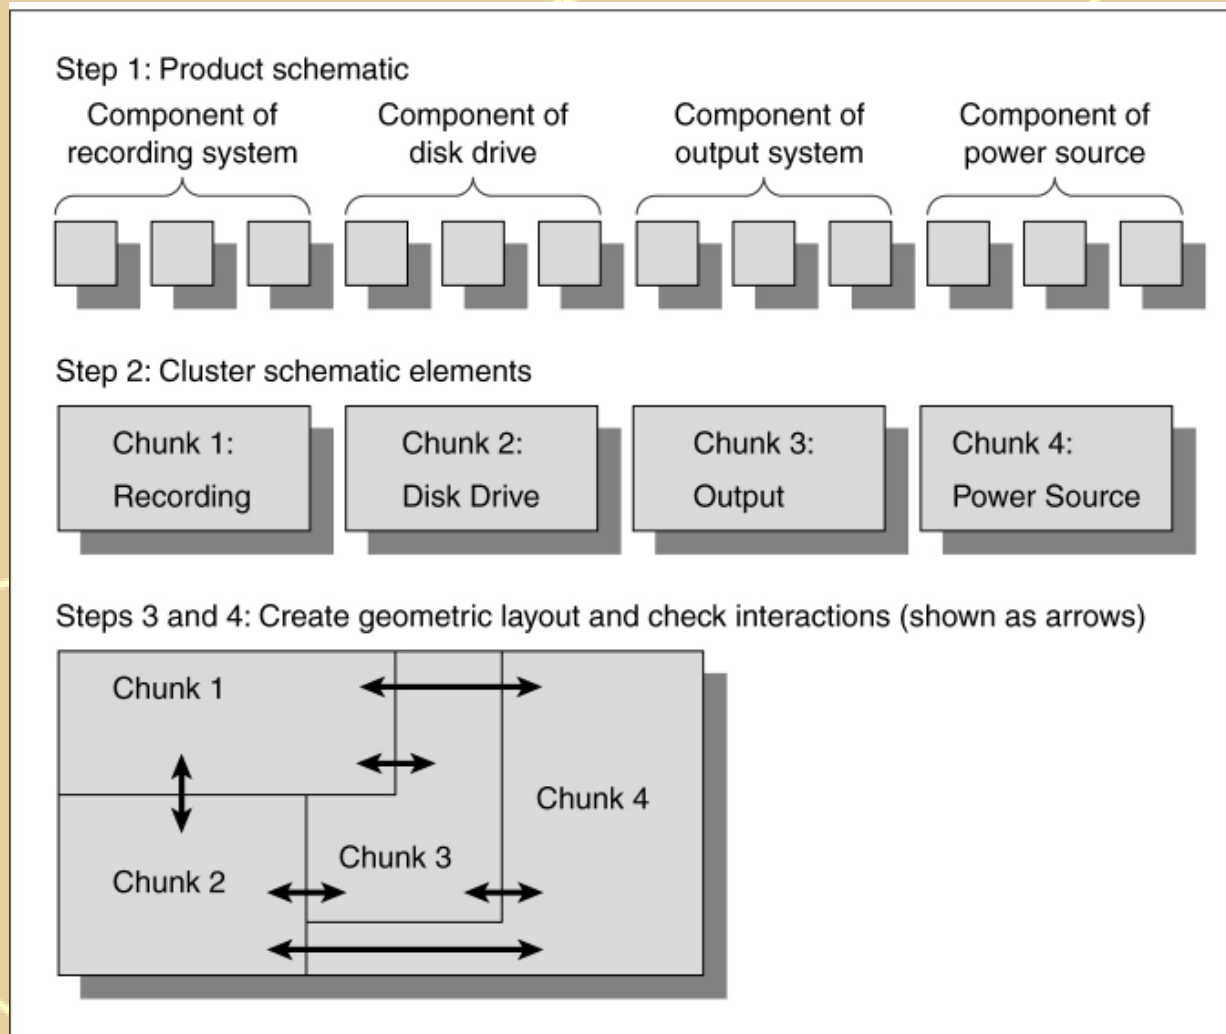 Step 1: Product schematic
Component of
recording system
Component of
disk drive
Component of
output system
Component of
power source
Step 2: Cluster schematic elements
Chunk 1:
Recording
Chunk 2:
Disk Drive
Chunk 3:
Output
Chunk 4:
Power Source
Steps 3 and 4: Create geometric layout and check interactions (shown as arrows)
Chunk 1
Chunk 4
Chunk 3
Chunk 2